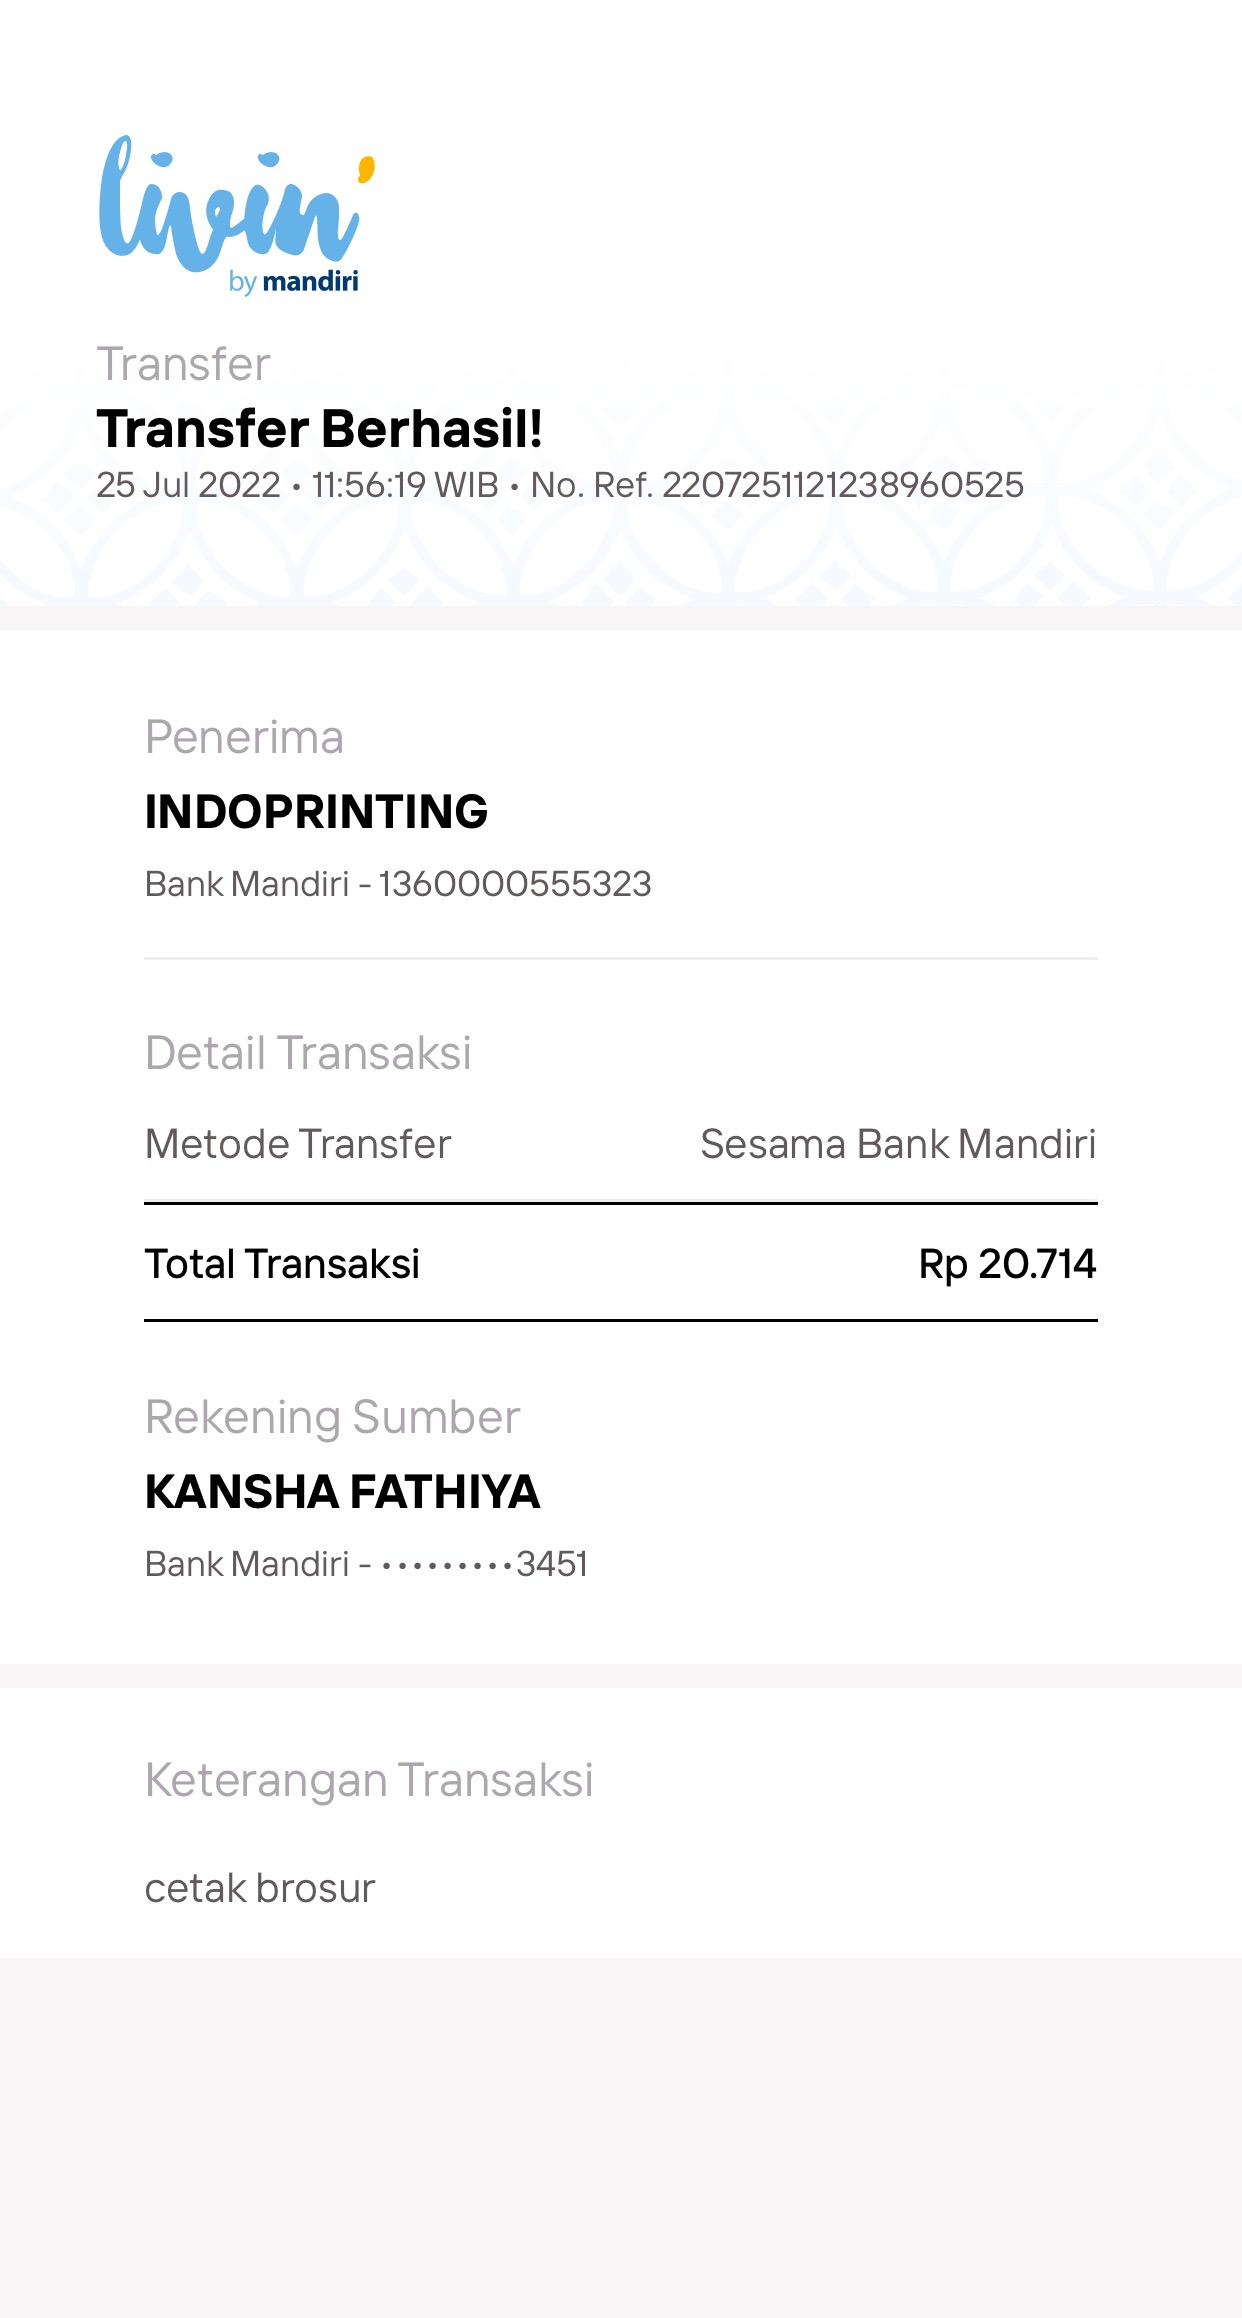 livin'
by mandiri
Transfer
Transfer Berhasil!
25 Jul 2022 • 11:56:19 WIB • No. Ref. 2207251121238960525
Penerima
INDOPRINTING
Bank Mandiri - 1360000555323
Detail Transaksi
Metode Transfer Sesama Bank Mandiri
Total Transaksi Rp 20.714
Rekening Sumber
KANSHA FATHIYA
Bank Mandiri - •••••••••3451
Keterangan Transaksi
cetak brosur